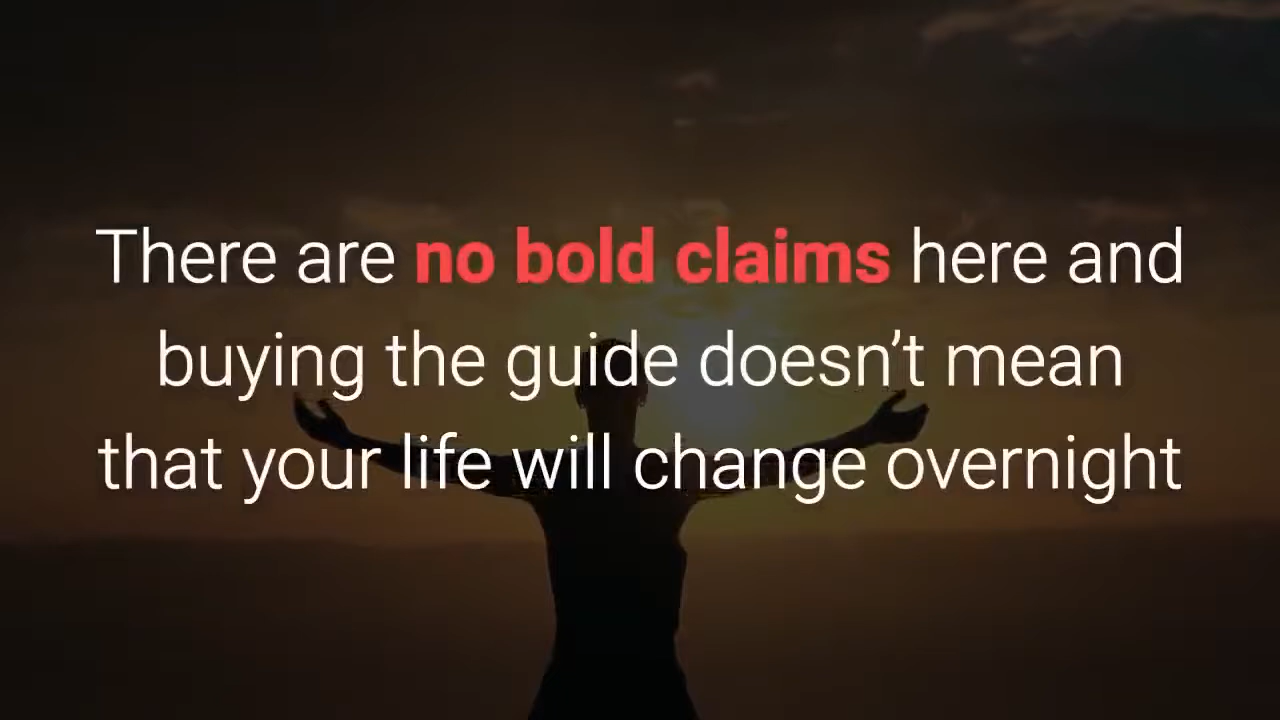 There are no bold claims here and
buying the guide doesn’t mean
that your life will change overnight